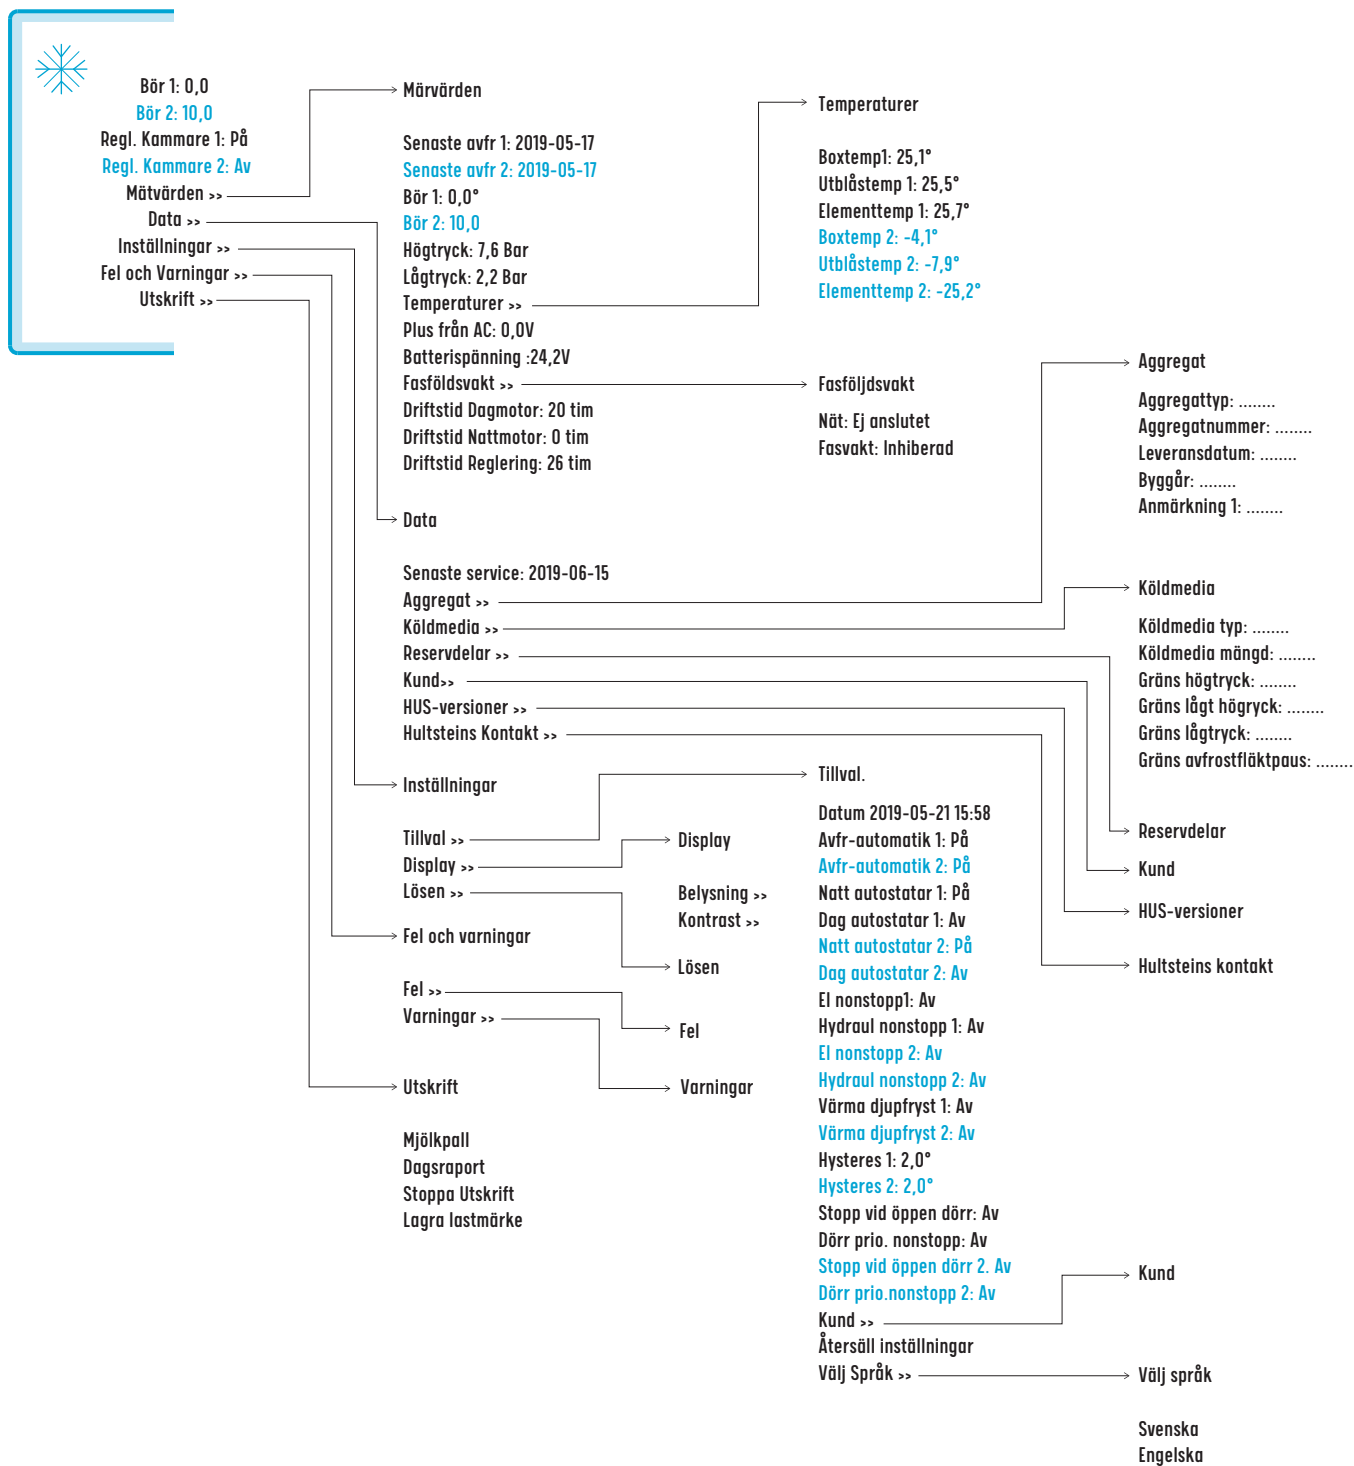 Bör 1: 0,0
Bör 2: 10,0
Regl. Kammare 1: På
Regl. Kammare 2: Av
Mätvärden >>
Data >>
Inställningar >>
Fel och Varningar >>
Utskrift >>
Märvärden
Senaste avfr 1: 2019-05-17
Senaste avfr 2: 2019-05-17
Bör 1: 0,0°
Bör 2: 10,0
Högtryck: 7,6 Bar
Lågtryck: 2,2 Bar
Temperaturer >>
Plus från AC: 0,0V
Batterispänning :24,2V
Fasföldsvakt >>
Driftstid Dagmotor: 20 tim
Driftstid Nattmotor: 0 tim
Driftstid Reglering: 26 tim
Temperaturer
Boxtemp1: 25,1°
Utblåstemp 1: 25,5°
Elementtemp 1: 25,7°
Boxtemp 2: -4,1°
Utblåstemp 2: -7,9°
Elementtemp 2: -25,2°
Fasföljdsvakt
Nät: Ej anslutet
Fasvakt: Inhiberad
Data
Senaste service: 2019-06-15
Aggregat >>
Köldmedia >>
Reservdelar >>
Kund>>
HUS-versioner >>
Hultsteins Kontakt >>
Aggregat
Aggregattyp: ........
Aggregatnummer: ........
Leveransdatum: ........
Byggår: ........
Anmärkning 1: ........
Köldmedia
Köldmedia typ: ........
Köldmedia mängd: ........
Gräns högtryck: ........
Gräns lågt högryck: ........
Gräns lågtryck: ........
Gräns avfrostfläktpaus: ........
Reservdelar
Kund
HUS-versioner
Hultsteins kontakt
Inställningar
Tillval >>
Display >>
Lösen >>
Display
Belysning >>
Kontrast >>
Lösen
Tillval.
Datum 2019-05-21 15:58
Avfr-automatik 1: På
Avfr-automatik 2: På
Natt autostatar 1: På
Dag autostatar 1: Av
Natt autostatar 2: På
Dag autostatar 2: Av
El nonstopp1: Av
Hydraul nonstopp 1: Av
El nonstopp 2: Av
Hydraul nonstopp 2: Av
Värma djupfryst 1: Av
Värma djupfryst 2: Av
Hysteres 1: 2,0°
Hysteres 2: 2,0°
Stopp vid öppen dörr: Av
Dörr prio. nonstopp: Av
Stopp vid öppen dörr 2. Av
Dörr prio.nonstopp 2: Av
Kund >>
Återsäll inställningar
Välj Språk >>
Kund
Välj språk
Svenska
Engelska
Fel och varningar
Fel >>
Varningar >>
Fel
Varningar
Utskrift
Mjölkpall
Dagsraport
Stoppa Utskrift
Lagra lastmärke